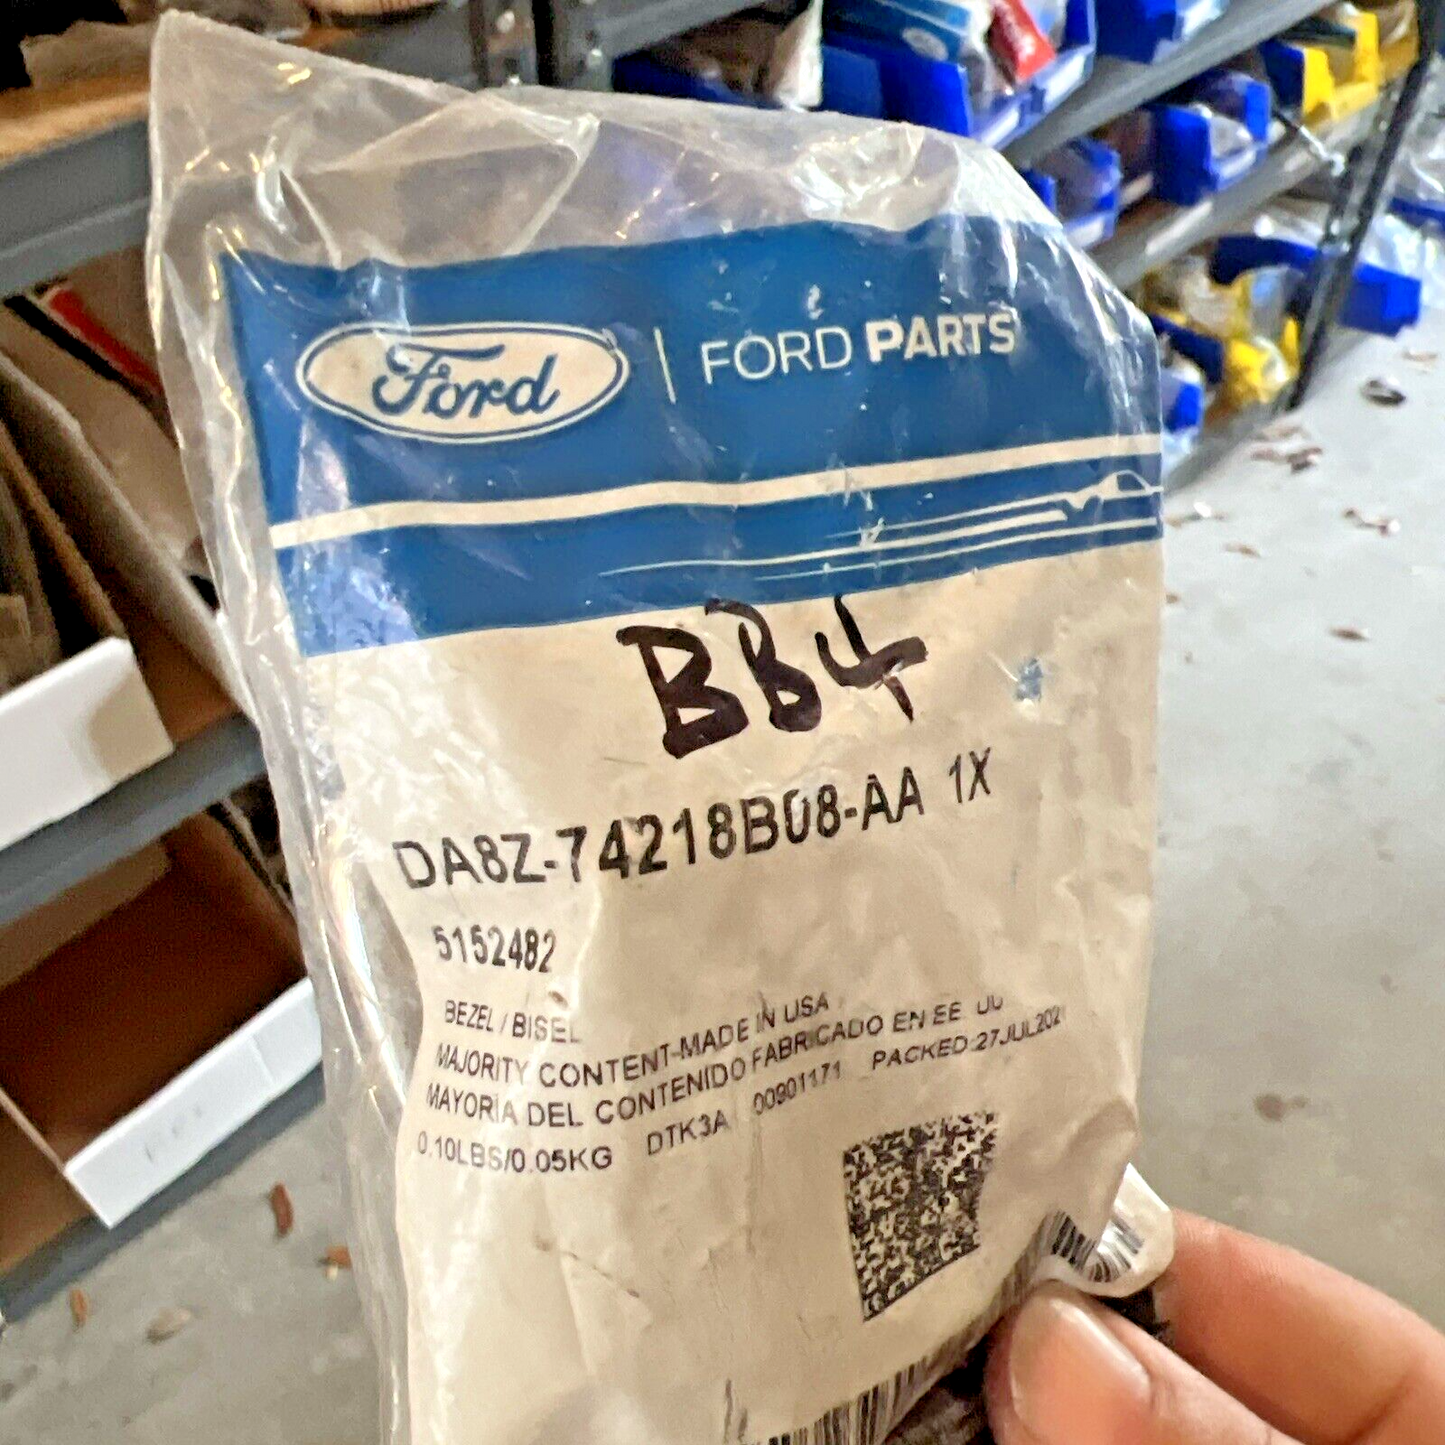 Ford | FORD PARTS
BB4
DA8Z-74218B08-AA 1X
5152482
BEZEL / BISEL
MAJORITY CONTENT-MADE IN USA
MAYORIA DEL CONTENIDO FABRICADO EN EE UU
0.10LBS/0.05KG DTK3A 00901171 PACKED:27JUL2021